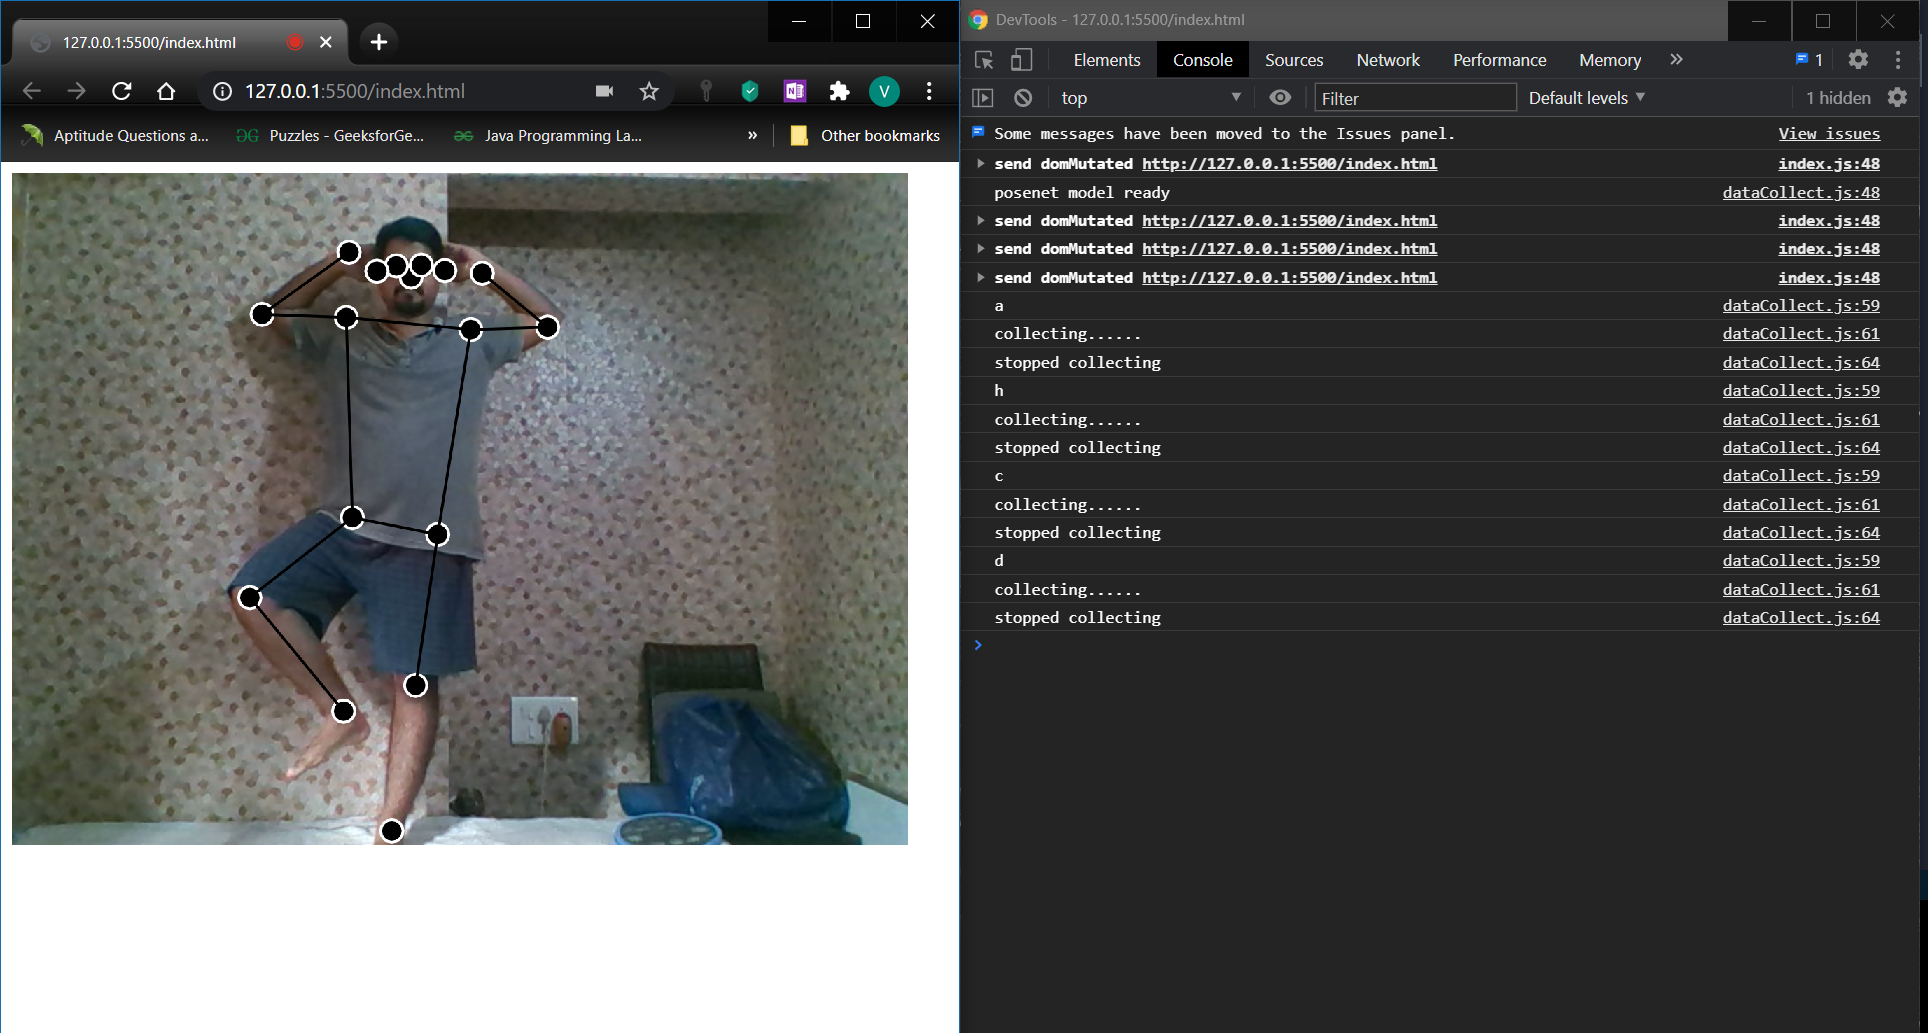 127.0.0.1:5500/index.html
127.0.0.1:5500/index.html
V
Aptitude Questions a...
GG Puzzles - GeeksforGe...
Java Programming La...
»
Other bookmarks
DevTools - 127.0.0.1:5500/index.html
Elements
Console
Sources
Network
Performance
Memory
»
1
top
Filter
Default levels
1 hidden
Some messages have been moved to the Issues panel. View issues
send domMutated http://127.0.0.1:5500/index.html index.js:48
posenet model ready dataCollect.js:48
send domMutated http://127.0.0.1:5500/index.html index.js:48
send domMutated http://127.0.0.1:5500/index.html index.js:48
send domMutated http://127.0.0.1:5500/index.html index.js:48
a dataCollect.js:59
collecting...... dataCollect.js:61
stopped collecting dataCollect.js:64
h dataCollect.js:59
collecting...... dataCollect.js:61
stopped collecting dataCollect.js:64
c dataCollect.js:59
collecting...... dataCollect.js:61
stopped collecting dataCollect.js:64
d dataCollect.js:59
collecting...... dataCollect.js:61
stopped collecting dataCollect.js:64